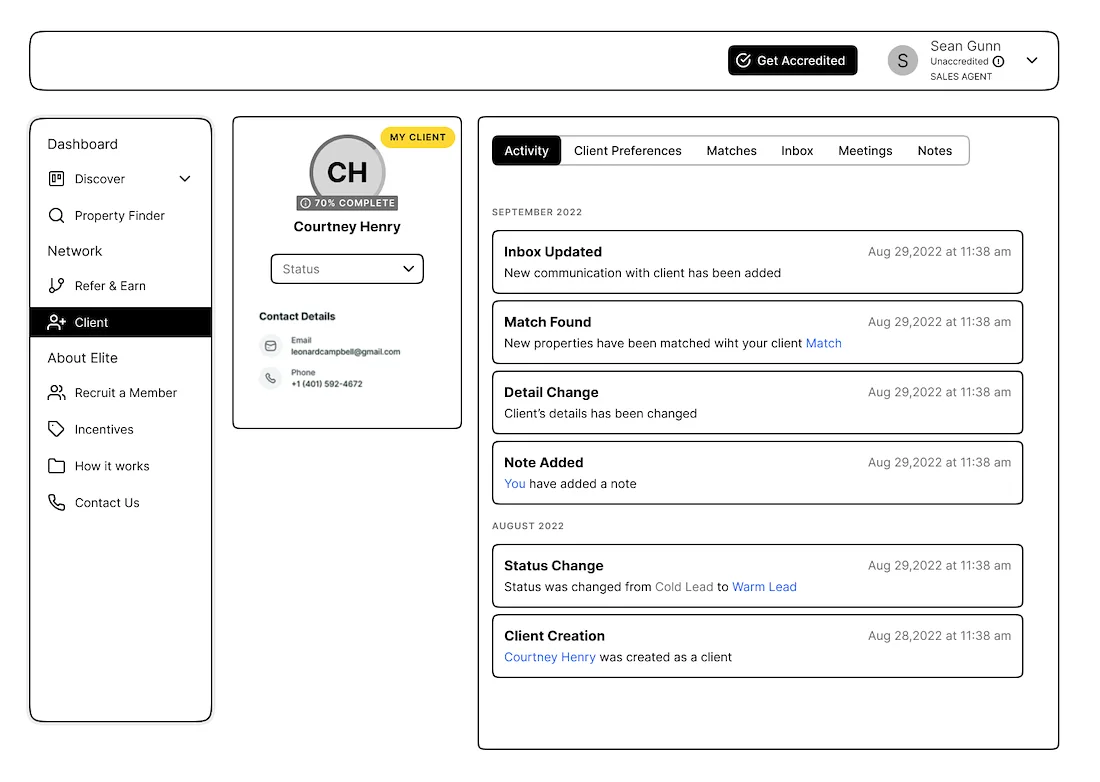 Get Accredited
S
Sean Gunn
Unaccredited
SALES AGENT
Dashboard
Discover
Property Finder
Network
Refer & Earn
Client
About Elite
Recruit a Member
Incentives
How it works
Contact Us
MY CLIENT
CH
70% COMPLETE
Courtney Henry
Status
Contact Details
Email
leonardcampbell@gmail.com
Phone
+1 (401) 592-4672
Activity Client Preferences Matches Inbox Meetings Notes
SEPTEMBER 2022
Inbox Updated Aug 29,2022 at 11:38 am
New communication with client has been added
Match Found Aug 29,2022 at 11:38 am
New properties have been matched wiht your client Match
Detail Change Aug 29,2022 at 11:38 am
Client’s details has been changed
Note Added Aug 29,2022 at 11:38 am
You have added a note
AUGUST 2022
Status Change Aug 29,2022 at 11:38 am
Status was changed from Cold Lead to Warm Lead
Client Creation Aug 28,2022 at 11:38 am
Courtney Henry was created as a client